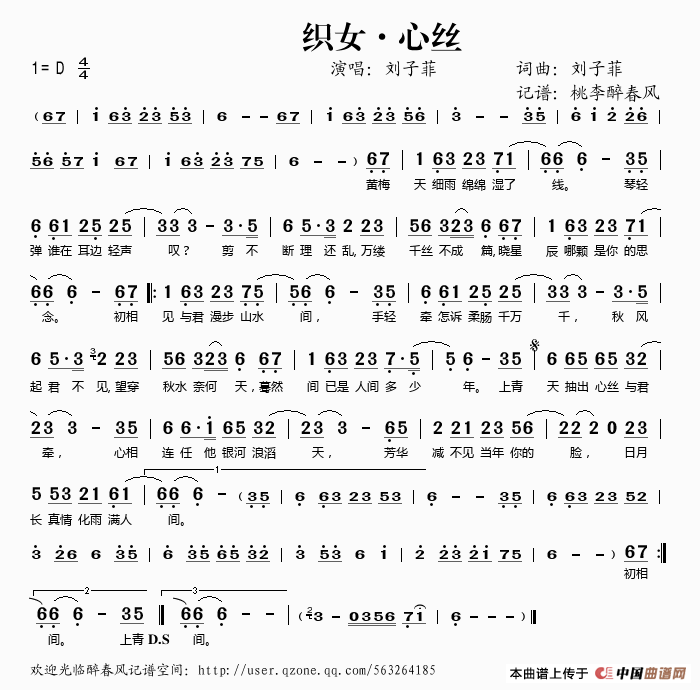 织女·心丝
1=D 4/4 演唱：刘子菲 词曲：刘子菲
记谱：桃李醉春风
(67 | i 63 23 53 | 6 - - 67 | i 63 23 56 | 3 - - 35 | 6 i 2 26 |
56 57 i 67 | i 63 23 75 | 6 - -) 67 | 1 63 23 71 | 66 6 - 35 |
黄梅 天 细雨 绵绵 湿了 线。 琴轻
6 61 25 25 | 33 3 - 3·5 | 6 5·3 2 23 | 56 323 6 67 | 1 63 23 71 |
弹 谁在 耳边 轻声 叹？ 剪 不 断 理 还 乱,万缕 千丝 不成 篇,晓星 辰 哪颗 是你 的思
66 6 - 67 |: 1 63 23 75 | 56 6 - 35 | 6 61 25 25 | 33 3 - 3·5 |
念。 初相 见 与君 漫步 山水 间， 手轻 牵 怎诉 柔肠 千万 千， 秋 风
6 5·3 2 23 | 56 323 6 67 | 1 63 23 7·5 | 5 6 - 35 | 6 65 65 32 |
起 君 不 见,望穿 秋水 奈何 天,蓦然 间 已是 人间 多 少 年。 上青 天 抽出 心丝 与君
23 3 - 35 | 6 6·i 65 32 | 23 3 - 65 | 2 21 23 56 | 22 2 0 23 |
牵， 心相 连 任 他 银河 浪滔 天， 芳华 减 不见 当年 你的 脸， 日月
1
5 53 21 61 | 66 6 - (35 | 35 6 63 23 53 | 6 - - 35 | 6 63 23 52 |
长 真情 化雨 满人 间。
3 26 6 35 | 6 35 65 32 | 3 53 6 i | 2 23 2i 75 | 6 - -) 67 :|
初相
2 3
66 6 - 35 || 66 6 - - | (3 - 0356 7i | 6 - - -)||
间。 上青 D.S 间。
欢迎光临醉春风记谱空间：http://user.qzone.qq.com/563264185
本曲谱上传于 中国曲谱网